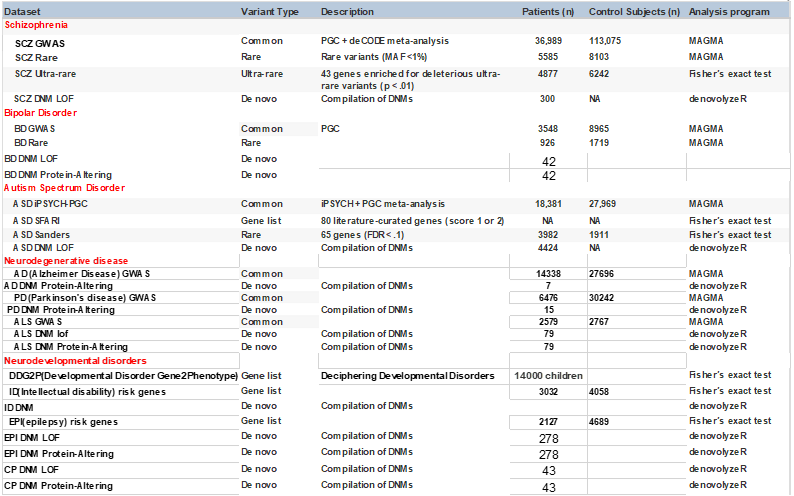 Dataset Variant Type Description Patients (n) Control Subjects (n) Analysis program
Schizophrenia
SCZ GWAS Common PGC + deCODE meta-analysis 36,989 113,075 MAGMA
SCZ Rare Rare Rare variants (MAF <1%) 5585 8103 MAGMA
SCZ Ultra-rare Ultra-rare 43 genes enriched for deleterious ultra- 4877 6242 Fisher's exact test
rare variants (p < .01)
SCZ DNM LOF De novo Compilation of DNMs 300 NA denovolyzeR
Bipolar Disorder
BD GWAS Common PGC 3548 8965 MAGMA
BD Rare Rare 926 1719 MAGMA
BD DNM LOF De novo 42
BD DNM Protein-Altering De novo 42
Autism Spectrum Disorder
ASD iPSYCH-PGC Common iPSYCH + PGC meta-analysis 18,381 27,969 MAGMA
ASD SFARI Gene list 80 literature-curated genes (score 1 or 2) NA NA Fisher's exact test
ASD Sanders Rare 65 genes (FDR < .1) 3982 1911 Fisher's exact test
ASD DNM LOF De novo Compilation of DNMs 4424 NA denovolyzeR
Neurodegenerative disease
AD(Alzheimer Disease) GWAS Common 14338 27696 MAGMA
AD DNM Protein-Altering De novo Compilation of DNMs 7 denovolyzeR
PD(Parkinson's disease) GWAS Common 6476 30242 MAGMA
PD DNM Protein-Altering De novo Compilation of DNMs 15 denovolyzeR
ALS GWAS Common 2579 2767 MAGMA
ALS DNM lof De novo Compilation of DNMs 79 denovolyzeR
ALS DNM Protein-Altering De novo Compilation of DNMs 79 denovolyzeR
Neurodevelopmental disorders
DDG2P(Developmental Disorder Gene2Phenotype) Gene list Deciphering Developmental Disorders 14000 children Fisher's exact test
ID(Intellectual disability) risk genes Gene list 3032 4058 Fisher's exact test
ID DNM De novo Compilation of DNMs denovolyzeR
EPI(epilepsy) risk genes Gene list 2127 4689 Fisher's exact test
EPI DNM LOF De novo Compilation of DNMs 278 denovolyzeR
EPI DNM Protein-Altering De novo Compilation of DNMs 278 denovolyzeR
CP DNM LOF De novo Compilation of DNMs 43 denovolyzeR
CP DNM Protein-Altering De novo Compilation of DNMs 43 denovolyzeR